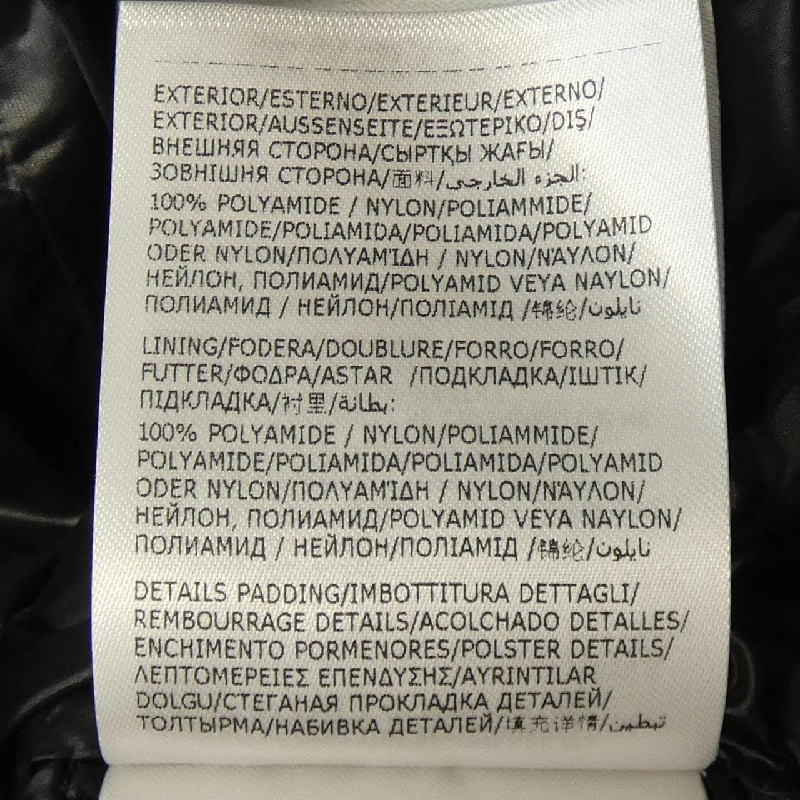 EXTERIOR/ESTERNO/EXTERIEUR/EXTERNO/
EXTERIOR/AUSSENSEITE/ΕΞΩΤΕΡΙΚΟ/DIŞ/
ВНЕШНЯЯ СТОРОНА/СЫРТҚЫ ЖАҒЫ/
ЗОВНІШНЯ СТОРОНА/面料/الجزء الخارجي:
100% POLYAMIDE / NYLON/POLIAMMIDE/
POLYAMIDE/POLIAMIDA/POLIAMIDA/POLYAMID
ODER NYLON/ΠΟΛΥΑΜΊΔΗ / NYLON/ΝΆΥΛΟΝ/
НЕЙЛОН, ПОЛИАМИД/POLYAMID VEYA NAYLON/
ПОЛИАМИД / НЕЙЛОН/ПОЛІАМІД /锦纶/نايلون
LINING/FODERA/DOUBLURE/FORRO/FORRO/
FUTTER/ΦΟΔΡΑ/ASTAR /ПОДКЛАДКА/ІШТІК/
ПІДКЛАДКА/衬里/بطانة:
100% POLYAMIDE / NYLON/POLIAMMIDE/
POLYAMIDE/POLIAMIDA/POLIAMIDA/POLYAMID
ODER NYLON/ΠΟΛΥΑΜΊΔΗ / NYLON/ΝΆΥΛΟΝ/
НЕЙЛОН, ПОЛИАМИД/POLYAMID VEYA NAYLON/
ПОЛИАМИД / НЕЙЛОН/ПОЛІАМІД /锦纶/نايلون
DETAILS PADDING/IMBOTTITURA DETTAGLI/
REMBOURRAGE DETAILS/ACOLCHADO DETALLES/
ENCHIMENTO PORMENORES/POLSTER DETAILS/
ΛΕΠΤΟΜΕΡΕΙΕΣ ΕΠΕΝΔΥΣΗΣ/AYRINTILAR
DOLGU/СТЕГАНАЯ ПРОКЛАДКА ДЕТАЛЕЙ/
ТОЛТЫРМА/НАБИВКА ДЕТАЛЕЙ/填充详情/تبطين